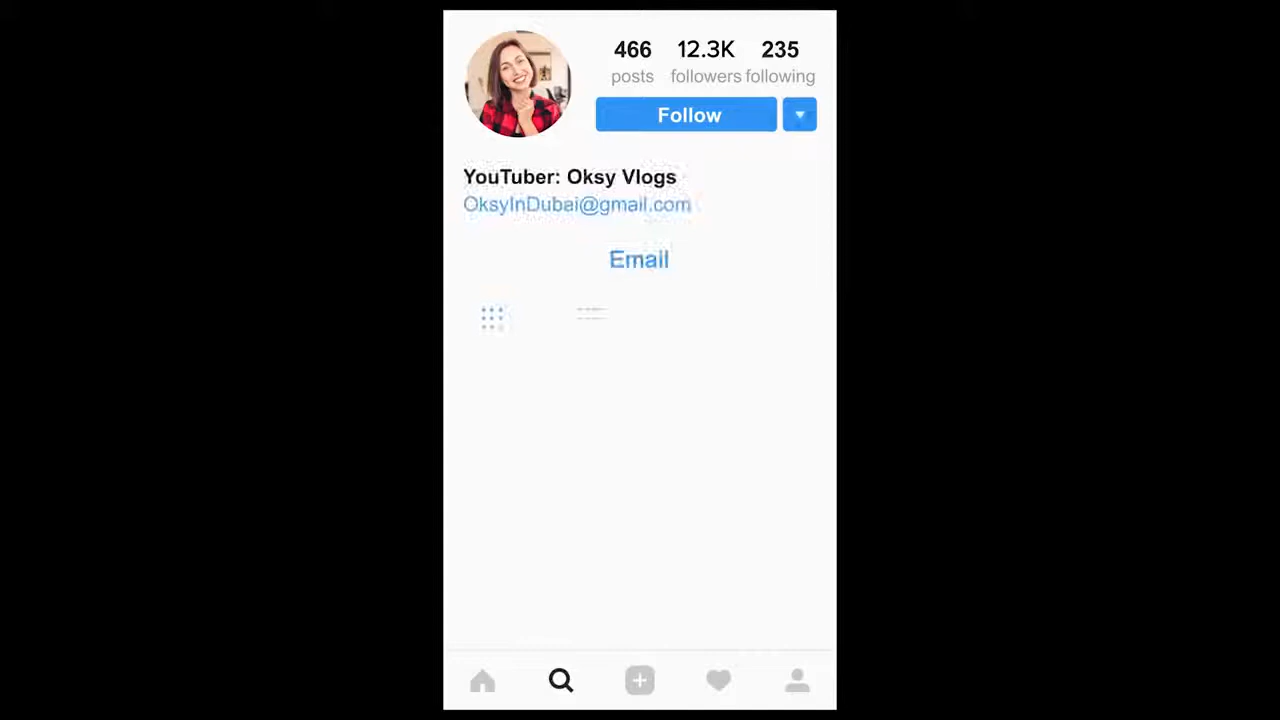 466 12.3K 235
posts followers following
Follow
YouTuber: Oksy Vlogs
OksyInDubai@gmail.com
Email